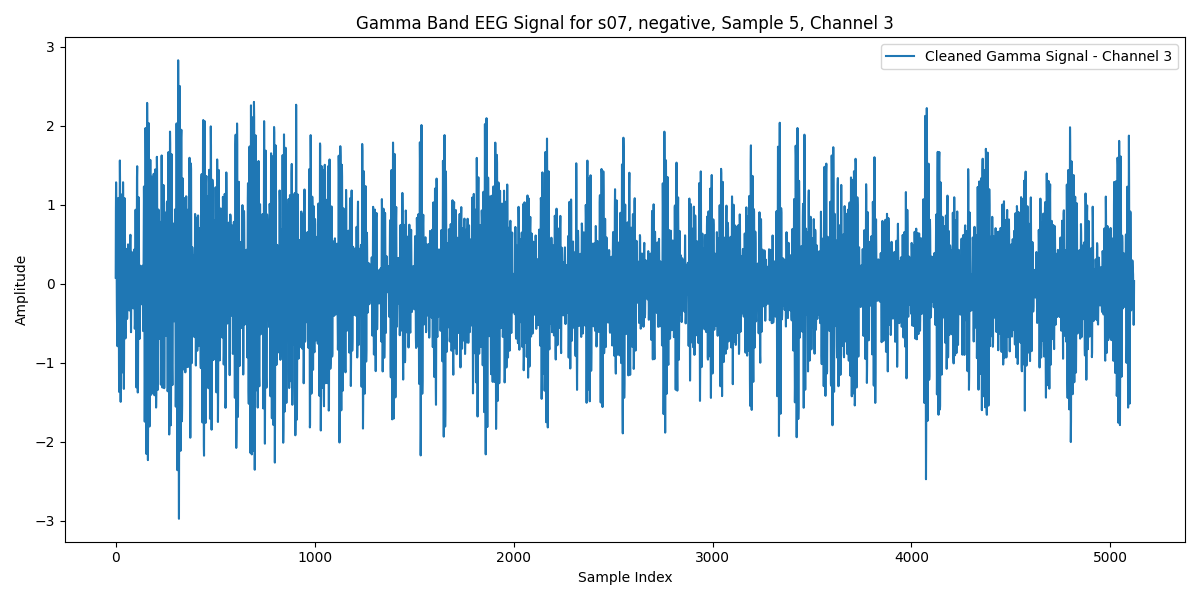 Gamma Band EEG Signal for s07, negative, Sample 5, Channel 3
Cleaned Gamma Signal - Channel 3
3
2
1
0
−1
−2
−3
Amplitude
0 1000 2000 3000 4000 5000
Sample Index